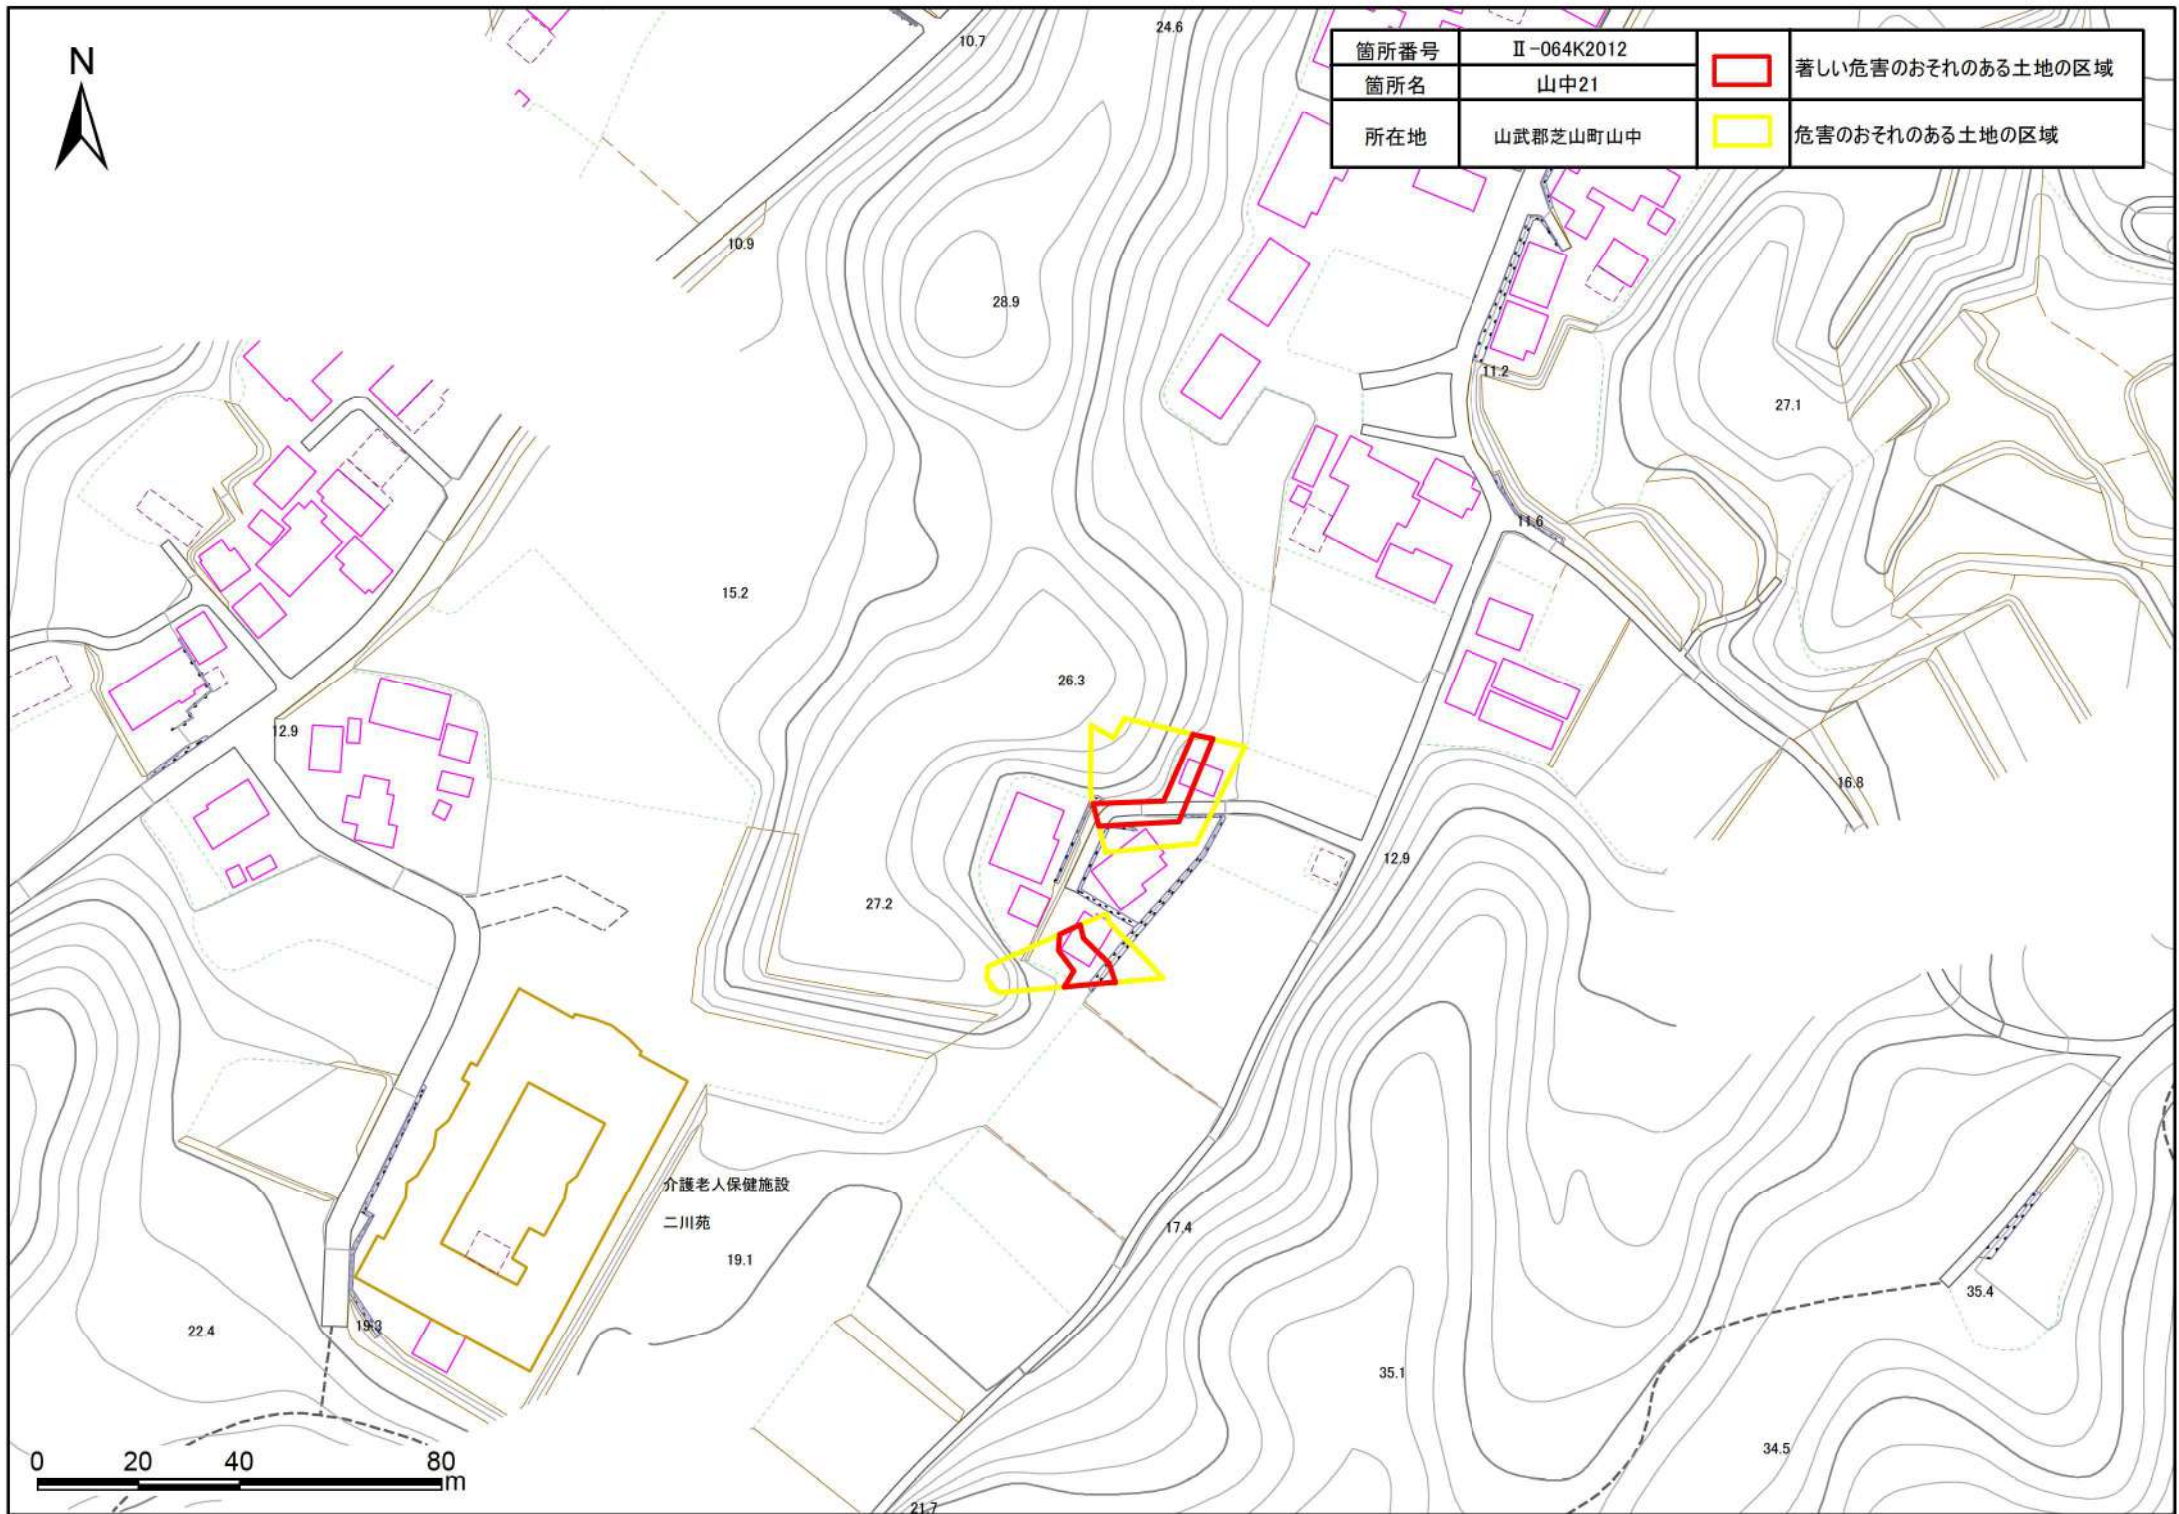 N
箇所番号 Ⅱ-064K2012 著しい危害のおそれのある土地の区域
箇所名 山中21
所在地 山武郡芝山町山中 危害のおそれのある土地の区域
24.6
10.7
10.9
28.9
11.2
27.1
11.6
15.2
26.3
12.9
16.8
12.9
27.2
介護老人保健施設
二川苑
17.4
19.1
35.4
22.4
19.3
35.1
34.5
0 20 40 80
m
21.7